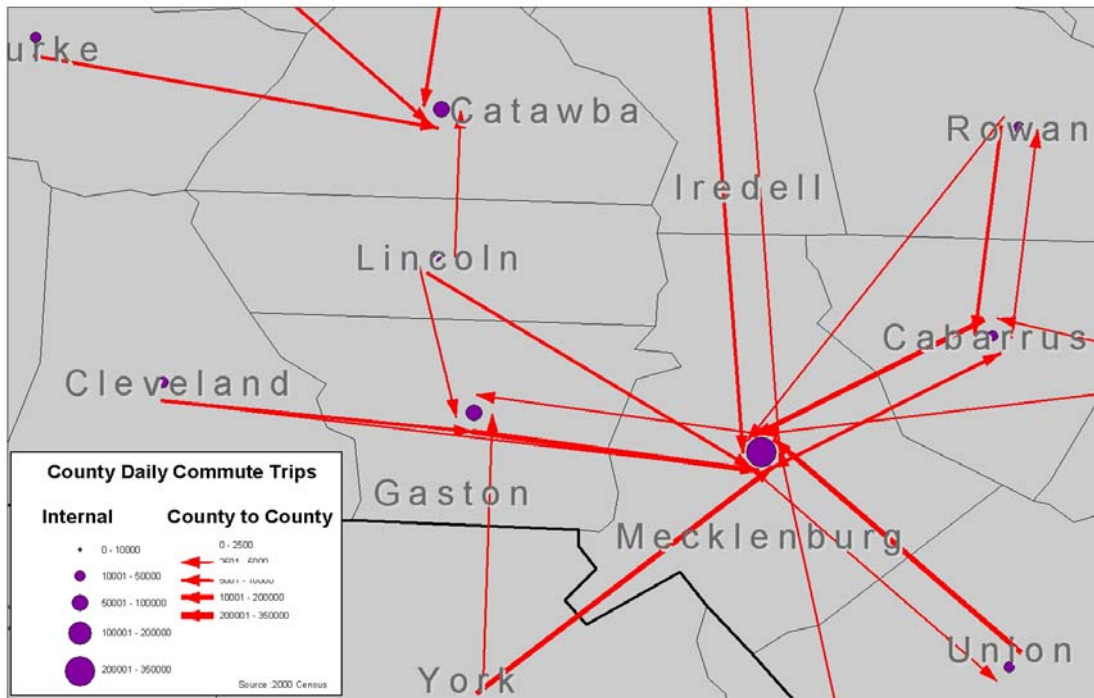 urke
Catawba
Rowan
Iredell
Lincoln
Cabarrus
Cleveland
Gaston
Mecklenburg
Union
York
County Daily Commute Trips
Internal
0 - 10000
10001 - 50000
50001 - 100000
100001 - 200000
200001 - 350000
County to County
0 - 2500
2501 - 5000
5001 - 10000
10001 - 200000
200001 - 350000
Source :2000 Census